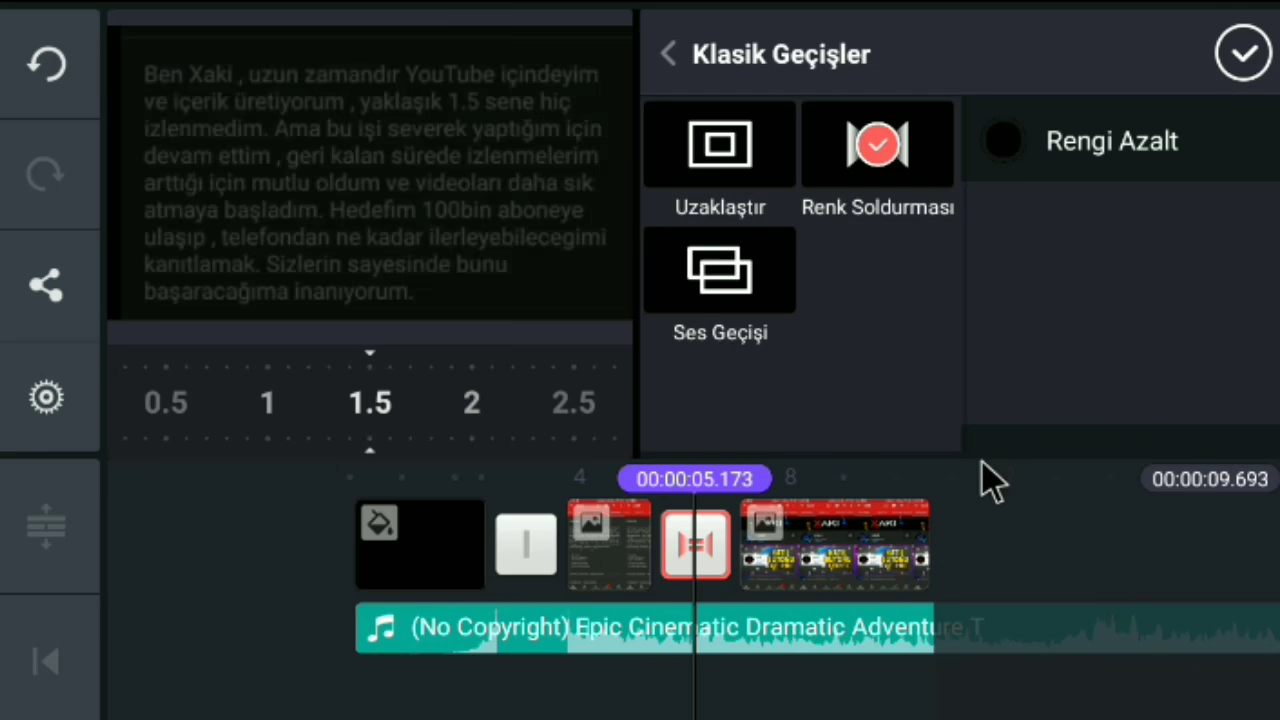 Ben Xaki , uzun zamandır YouTube içindeyim
ve içerik üretiyorum , yaklaşık 1.5 sene hiç
izlenmedim. Ama bu işi severek yaptığım için
devam ettim , geri kalan sürede izlenmelerim
arttığı için mutlu oldum ve videoları daha sık
atmaya başladım. Hedefim 100bin aboneye
ulaşıp , telefondan ne kadar ilerleyebilecegimi
kanıtlamak. Sizlerin sayesinde bunu
başaracağıma inanıyorum.
Klasik Geçişler
Uzaklaştır
Renk Soldurması
Rengi Azalt
Ses Geçişi
0.5 1 1.5 2 2.5
4 00:00:05.173 8 00:00:09.693
XAKI XAKI
(No Copyright) Epic Cinematic Dramatic Adventure T